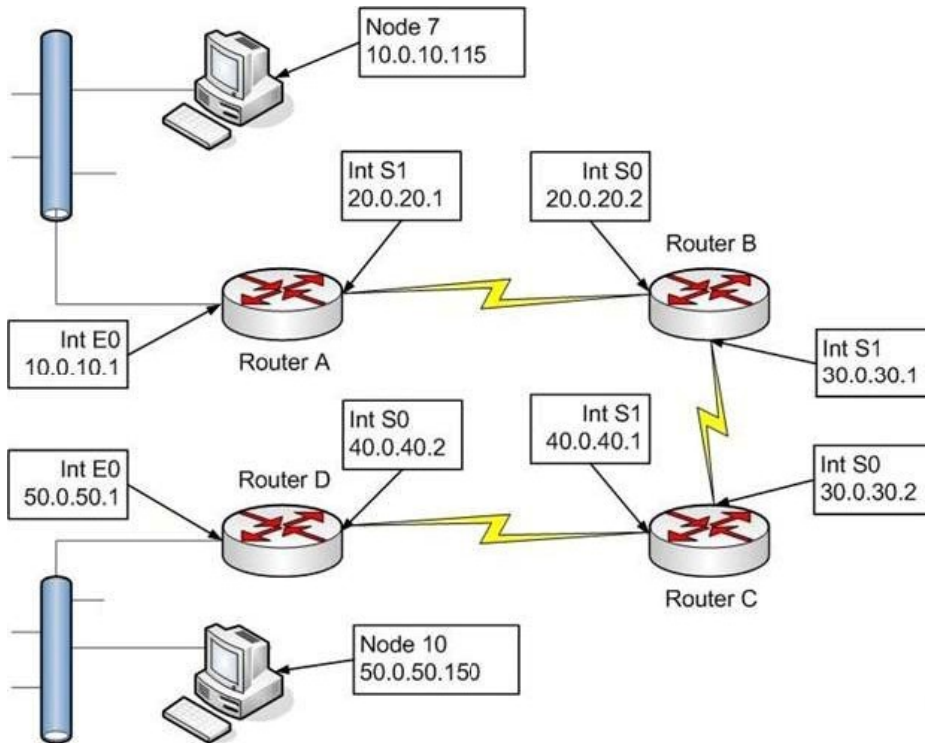 Node 7
10.0.10.115
Int S1
20.0.20.1
Int S0
20.0.20.2
Router B
Int E0
10.0.10.1
Router A
Int S1
30.0.30.1
Int S0
40.0.40.2
Int S1
40.0.40.1
Int E0
50.0.50.1
Router D
Int S0
30.0.30.2
Router C
Node 10
50.0.50.150